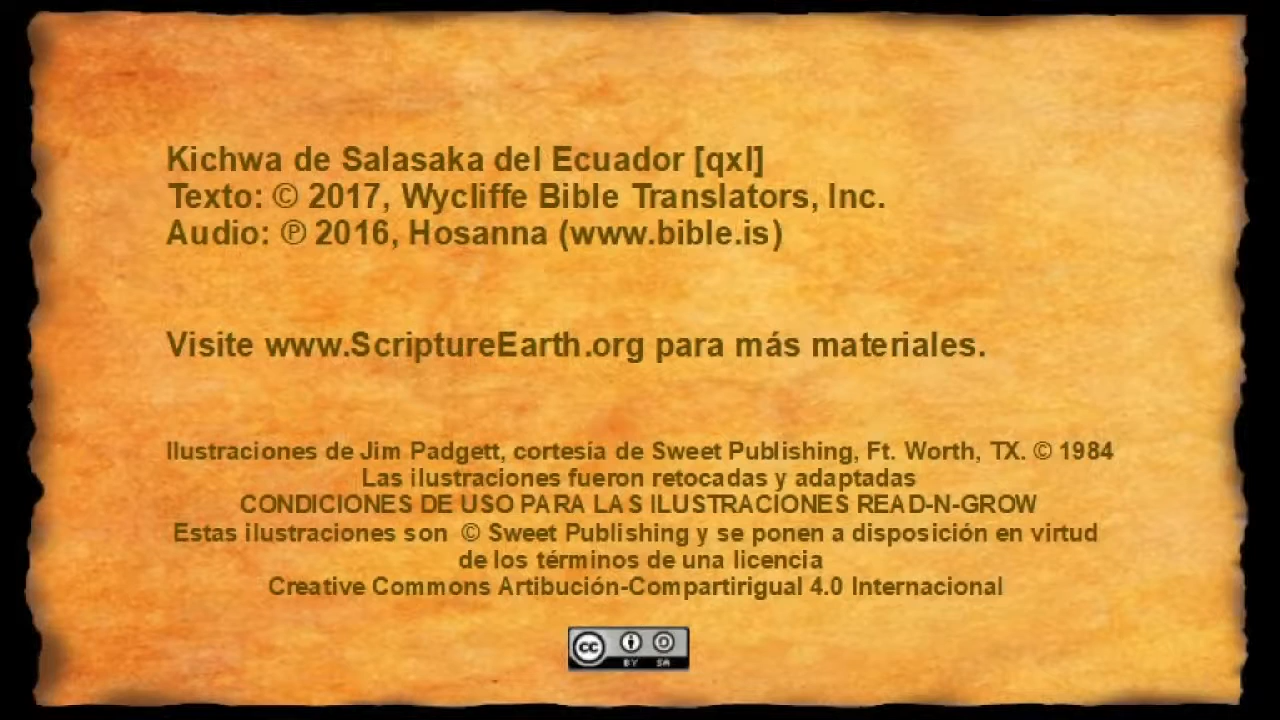 Kichwa de Salasaka del Ecuador [qxl]
Texto: © 2017, Wycliffe Bible Translators, Inc.
Audio: ℗ 2016, Hosanna (www.bible.is)
Visite www.ScriptureEarth.org para más materiales.
Ilustraciones de Jim Padgett, cortesía de Sweet Publishing, Ft. Worth, TX. © 1984
Las ilustraciones fueron retocadas y adaptadas
CONDICIONES DE USO PARA LAS ILUSTRACIONES READ-N-GROW
Estas ilustraciones son © Sweet Publishing y se ponen a disposición en virtud
de los términos de una licencia
Creative Commons Artibución-Compartirigual 4.0 Internacional
cc BY SA